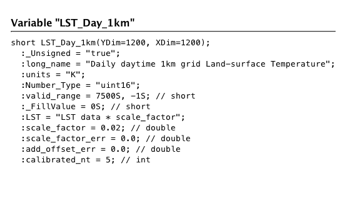 Variable "LST_Day_1km"
short LST_Day_1km(YDim=1200, XDim=1200);
:_Unsigned = "true";
:long_name = "Daily daytime 1km grid Land-surface Temperature";
:units = "K";
:Number_Type = "uint16";
:valid_range = 7500S, -1S; // short
:_FillValue = 0S; // short
:LST = "LST data * scale_factor";
:scale_factor = 0.02; // double
:scale_factor_err = 0.0; // double
:add_offset_err = 0.0; // double
:calibrated_nt = 5; // int